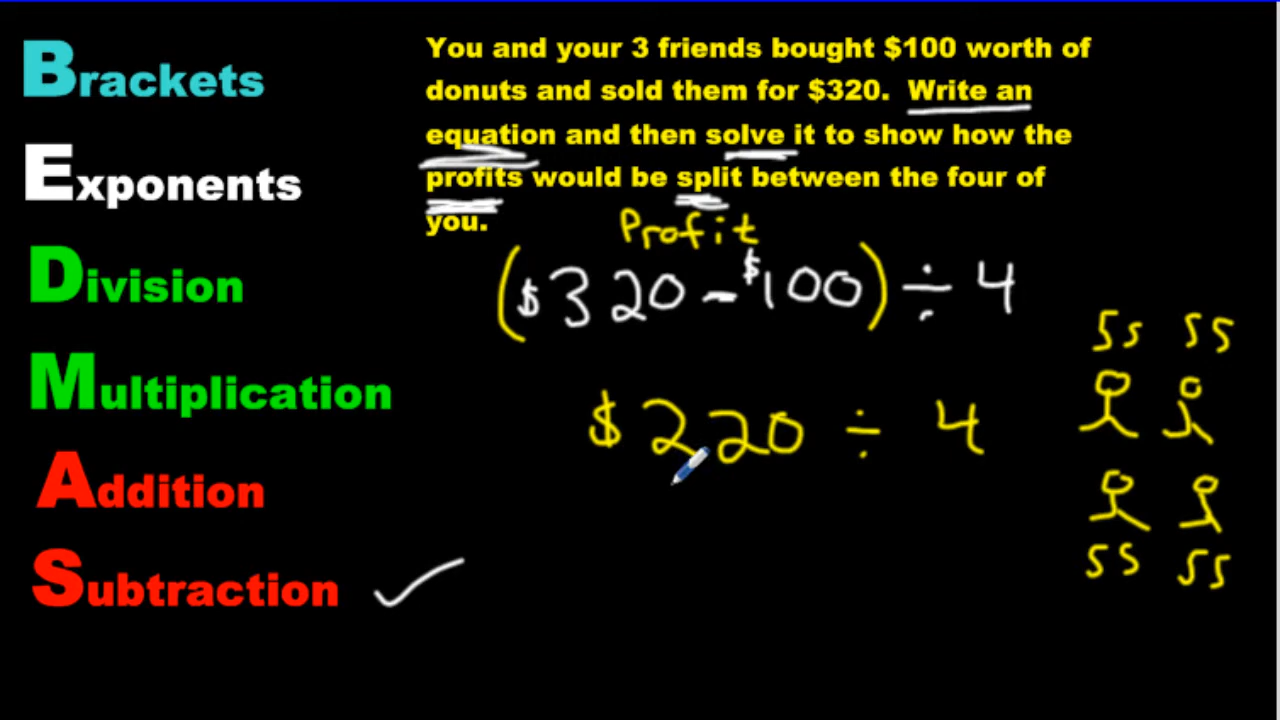 Brackets
Exponents
Division
Multiplication
Addition
Subtraction
You and your 3 friends bought $100 worth of
donuts and sold them for $320. Write an
equation and then solve it to show how the
profits would be split between the four of
you.
Profit
($320 - $100) ÷ 4
$220 ÷ 4
55 55
55 55